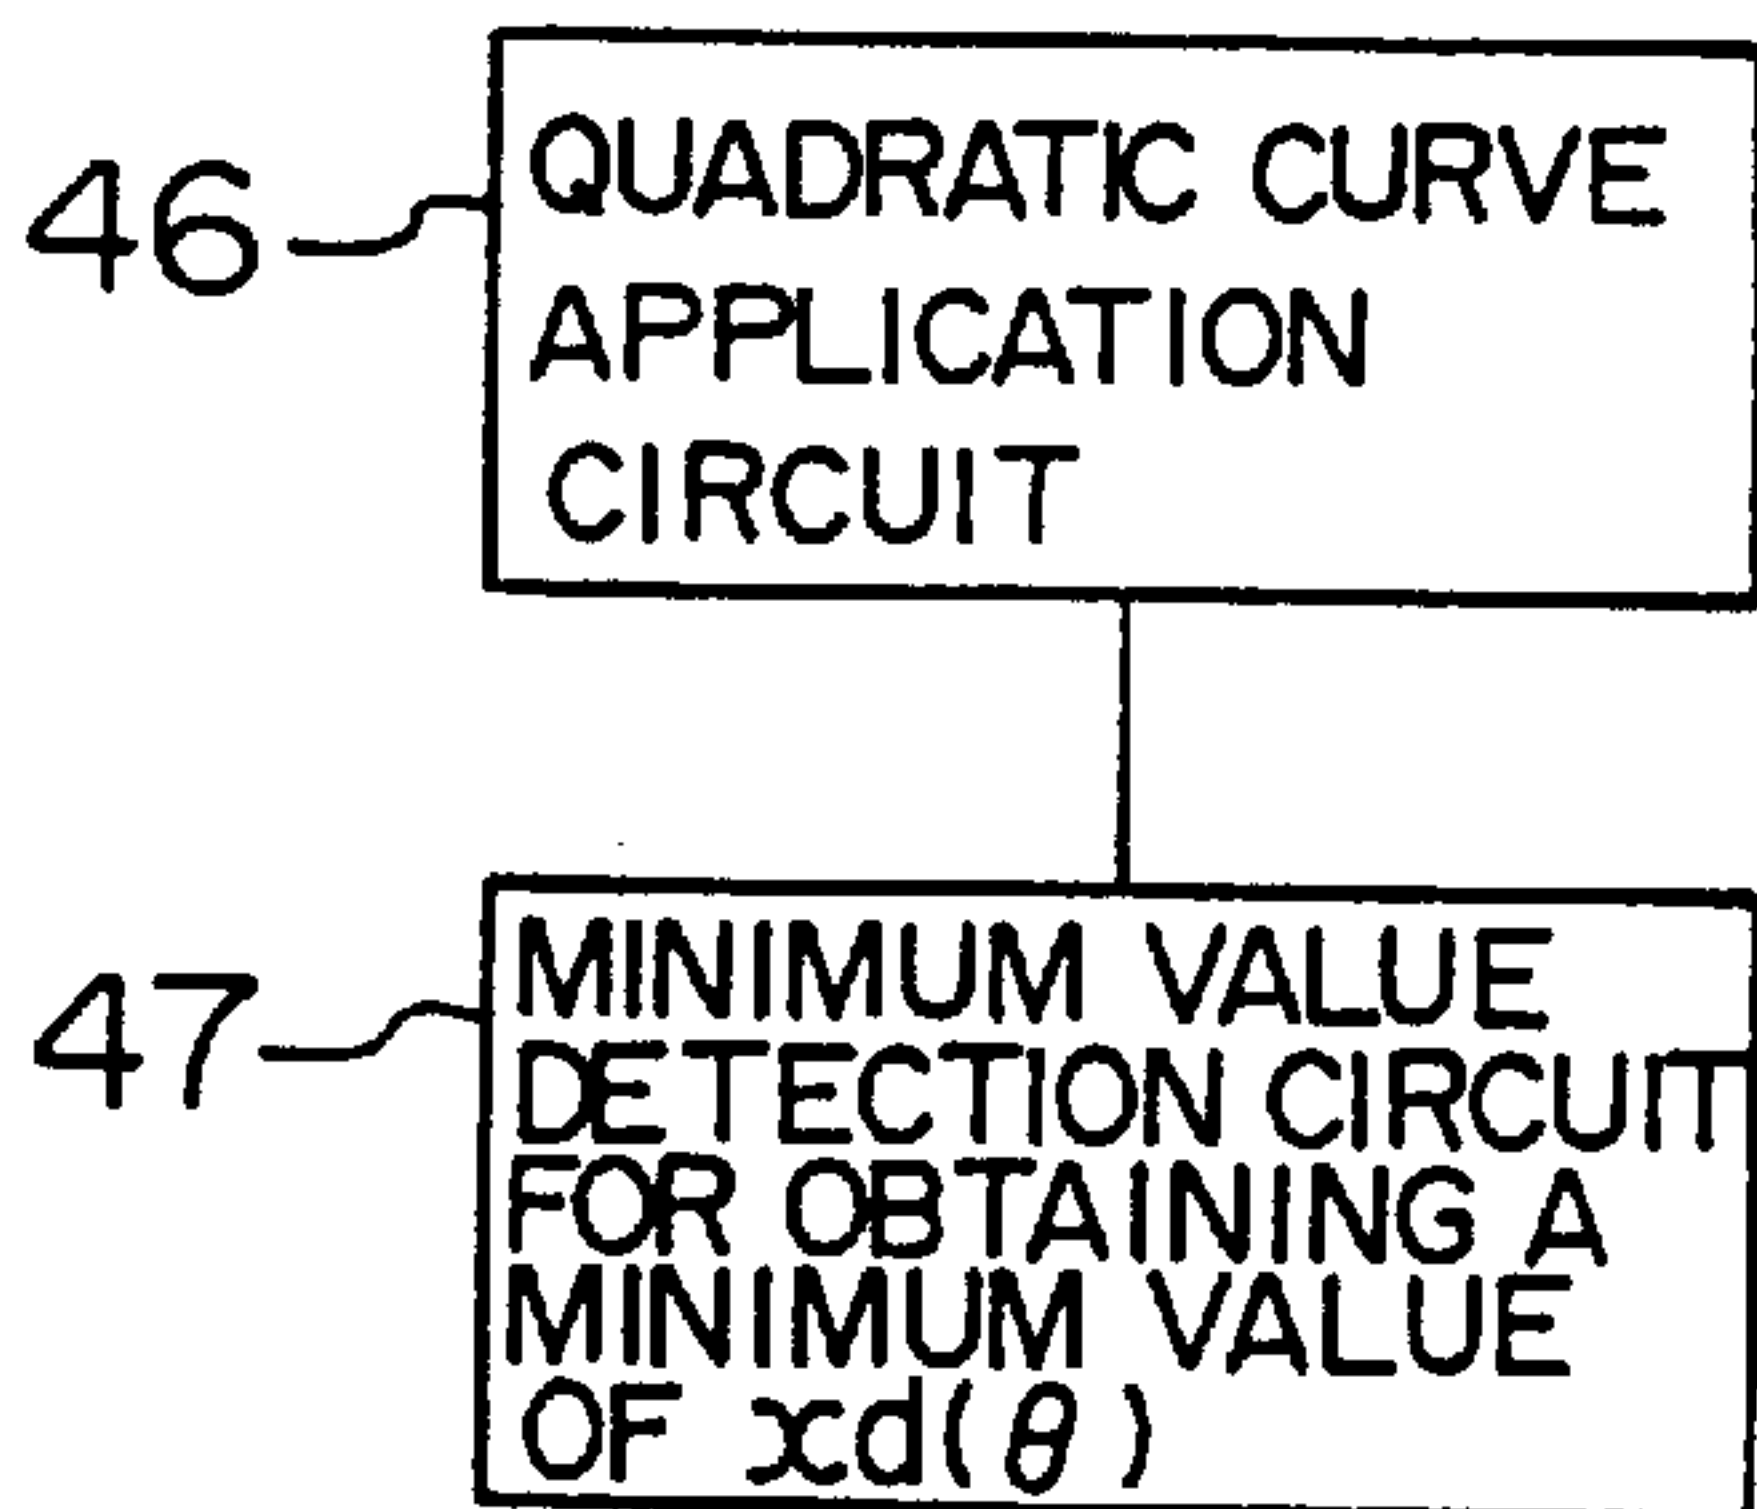 46
QUADRATIC CURVE
APPLICATION
CIRCUIT
47
MINIMUM VALUE
DETECTION CIRCUIT
FOR OBTAINING A
MINIMUM VALUE
OF xd(θ)